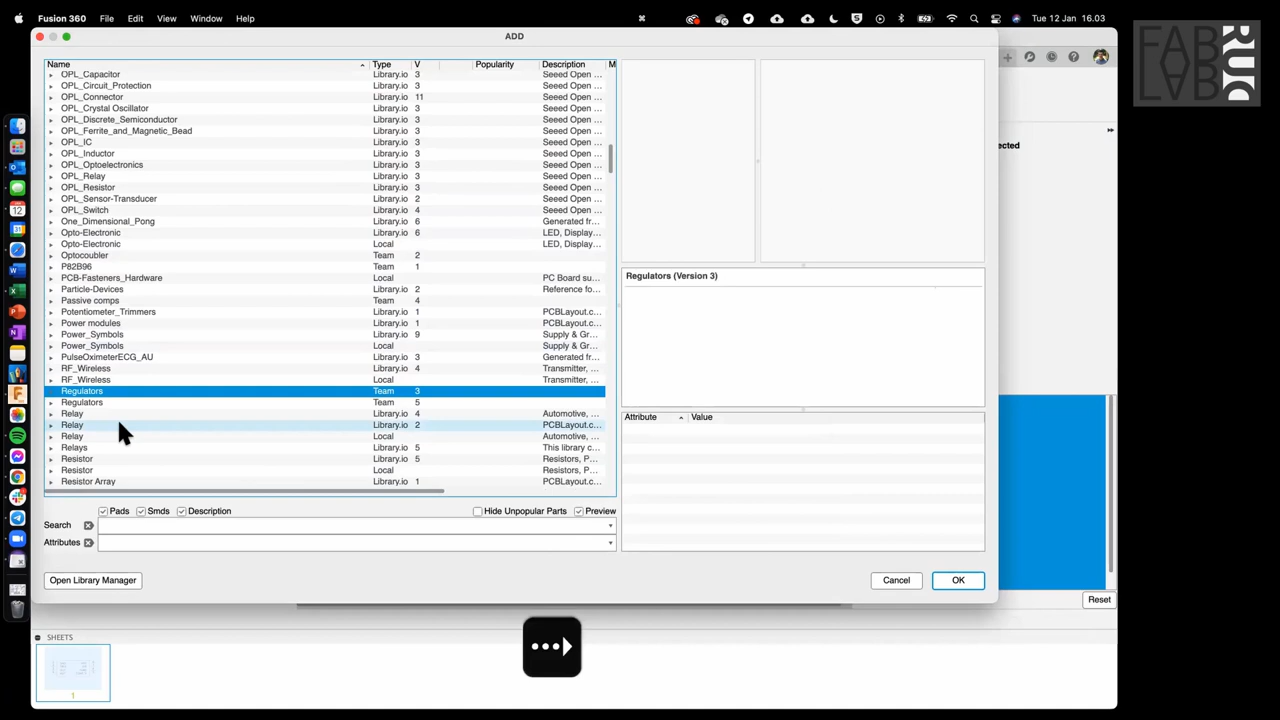 Fusion 360 File Edit View Window Help Tue 12 Jan 16.03
ADD
FAB LAB RUC
Name Type V Popularity Description M
OPL_Capacitor Library.io 3 Seeed Open ...
OPL_Circuit_Protection Library.io 3 Seeed Open ...
OPL_Connector Library.io 11 Seeed Open ...
OPL_Crystal Oscillator Library.io 3 Seeed Open ...
OPL_Discrete_Semiconductor Library.io 3 Seeed Open ...
OPL_Ferrite_and_Magnetic_Bead Library.io 3 Seeed Open ...
OPL_IC Library.io 3 Seeed Open ...
OPL_Inductor Library.io 3 Seeed Open ...
OPL_Optoelectronics Library.io 3 Seeed Open ...
OPL_Relay Library.io 3 Seeed Open ...
OPL_Resistor Library.io 3 Seeed Open ...
OPL_Sensor-Transducer Library.io 2 Seeed Open ...
OPL_Switch Library.io 4 Seeed Open ...
One_Dimensional_Pong Library.io 6 Generated fr...
Opto-Electronic Library.io 6 LED, Display...
Opto-Electronic Local LED, Display...
Optocoubler Team 2
P82B96 Team 1
PCB-Fasteners_Hardware Local PC Board su...
Particle-Devices Library.io 2 Reference fo...
Passive comps Team 4
Potentiometer_Trimmers Library.io 1 PCBLayout.c...
Power modules Library.io 1 PCBLayout.c...
Power_Symbols Library.io 9 Supply & Gr...
Power_Symbols Local Supply & Gr...
PulseOximeterECG_AU Library.io 3 Generated fr...
RF_Wireless Library.io 4 Transmitter, ...
RF_Wireless Local Transmitter, ...
Regulators Team 3
Regulators Team 5
Relay Library.io 4 Automotive, ...
Relay Library.io 2 PCBLayout.c...
Relay Local Automotive, ...
Relays Library.io 5 This library c...
Resistor Library.io 5 Resistors, P...
Resistor Local Resistors, P...
Resistor Array Library.io 1 PCBLayout.c...
Regulators (Version 3)
Attribute Value
ected
Pads Smds Description Hide Unpopular Parts Preview
Search
Attributes
Open Library Manager Cancel OK
Reset
SHEETS
1